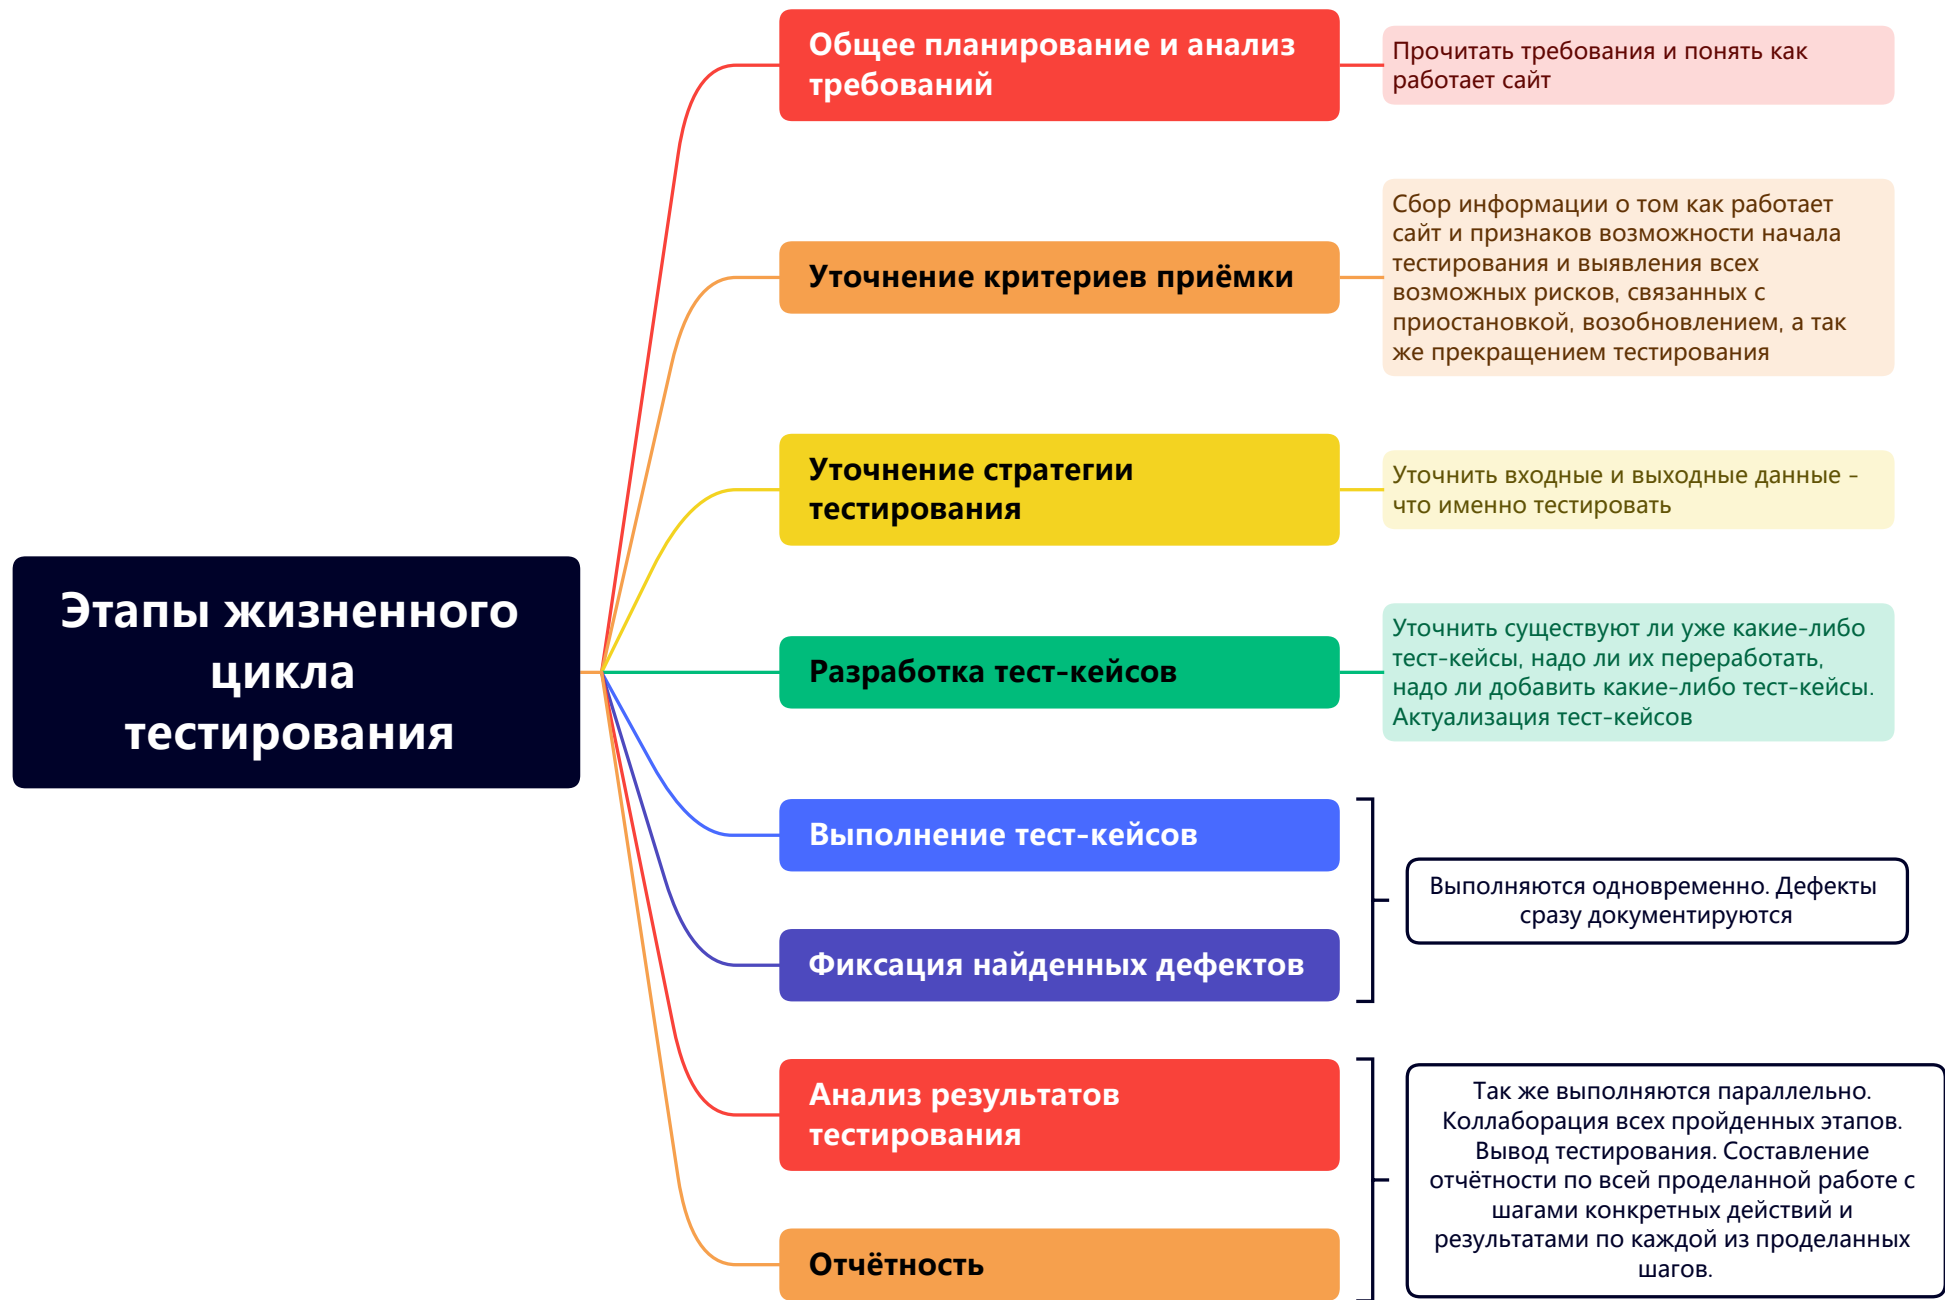 Этапы жизненного
цикла
тестирования
Общее планирование и анализ
требований
Прочитать требования и понять как
работает сайт
Уточнение критериев приёмки
Сбор информации о том как работает
сайт и признаков возможности начала
тестирования и выявления всех
возможных рисков, связанных с
приостановкой, возобновлением, а так
же прекращением тестирования
Уточнение стратегии
тестирования
Уточнить входные и выходные данные -
что именно тестировать
Разработка тест-кейсов
Уточнить существуют ли уже какие-либо
тест-кейсы, надо ли их переработать,
надо ли добавить какие-либо тест-кейсы.
Актуализация тест-кейсов
Выполнение тест-кейсов
Фиксация найденных дефектов
Выполняются одновременно. Дефекты
сразу документируются
Анализ результатов
тестирования
Отчётность
Так же выполняются параллельно.
Коллаборация всех пройденных этапов.
Вывод тестирования. Составление
отчётности по всей проделанной работе с
шагами конкретных действий и
результатами по каждой из проделанных
шагов.